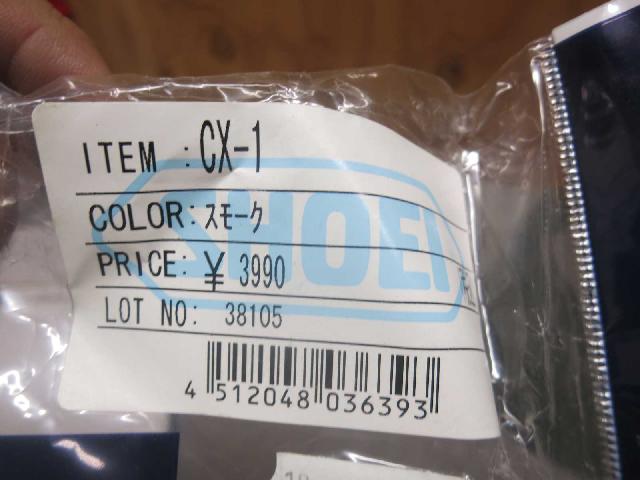 ITEM : CX-1
SHOEI
COLOR: スモーク
PRICE: ¥ 3990
LOT NO: 38105
4 512048 036393